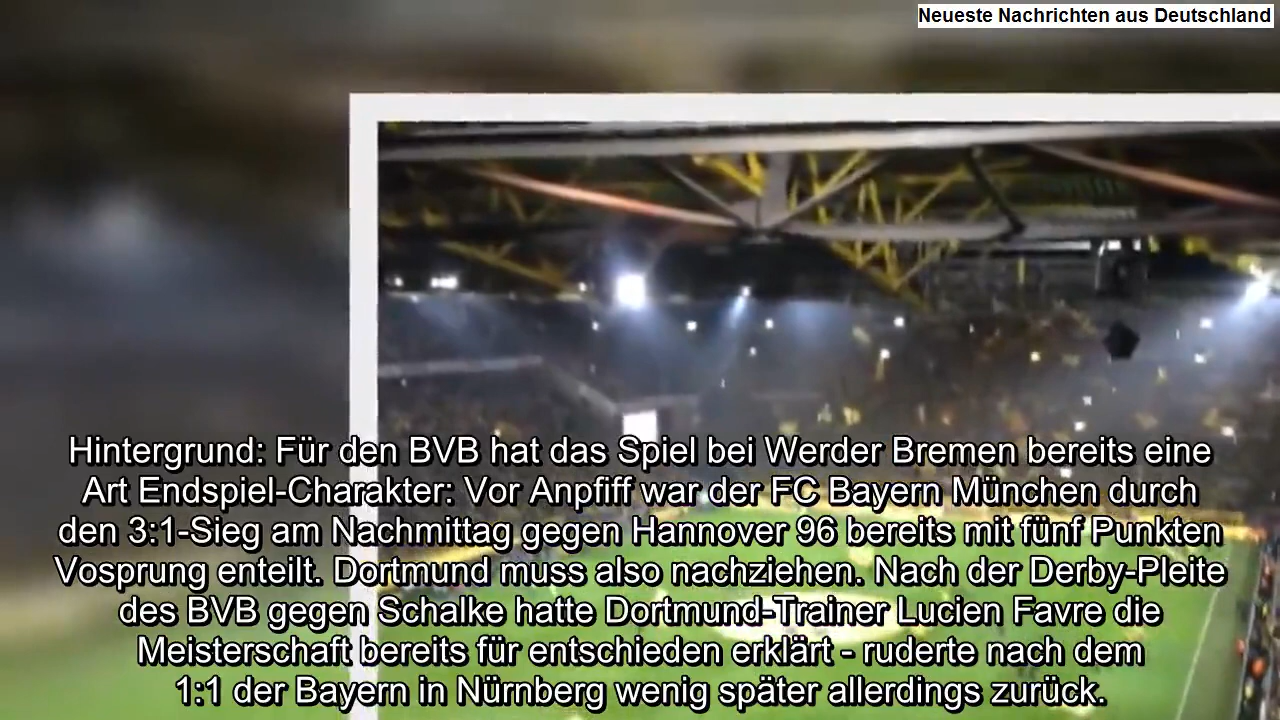 Neueste Nachrichten aus Deutschland
Hintergrund: Für den BVB hat das Spiel bei Werder Bremen bereits eine
Art Endspiel-Charakter: Vor Anpfiff war der FC Bayern München durch
den 3:1-Sieg am Nachmittag gegen Hannover 96 bereits mit fünf Punkten
Vosprung enteilt. Dortmund muss also nachziehen. Nach der Derby-Pleite
des BVB gegen Schalke hatte Dortmund-Trainer Lucien Favre die
Meisterschaft bereits für entschieden erklärt - ruderte nach dem
1:1 der Bayern in Nürnberg wenig später allerdings zurück.